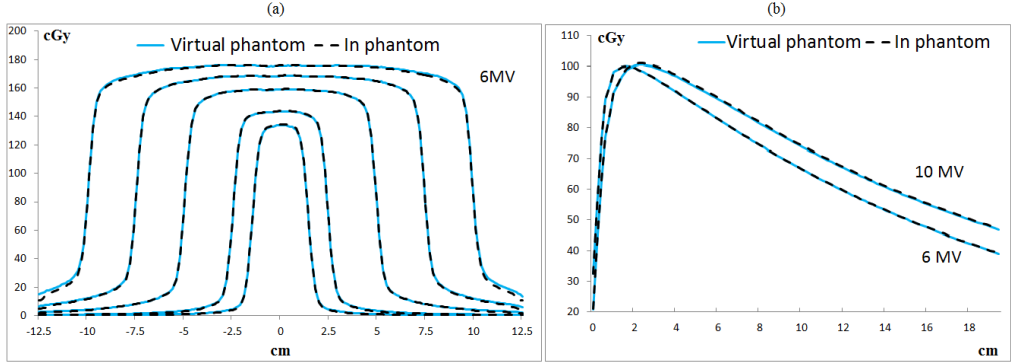 (a)
cGy
Virtual phantom
In phantom
6MV
200
180
160
140
120
100
80
60
40
20
0
-12.5 -10 -7.5 -5 -2.5 0 2.5 5 7.5 10 12.5
cm
(b)
cGy
Virtual phantom
In phantom
110
100
90
80
70
60
50
40
30
20
10 MV
6 MV
0 2 4 6 8 10 12 14 16 18
cm